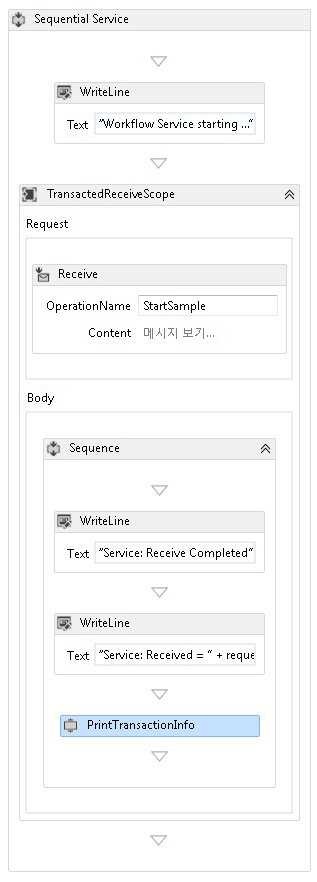 Sequential Service
WriteLine
Text "Workflow Service starting ..."
TransactedReceiveScope
Request
Receive
OperationName StartSample
Content 메시지 보기...
Body
Sequence
WriteLine
Text "Service: Receive Completed"
WriteLine
Text "Service: Received = " + reque
PrintTransactionInfo